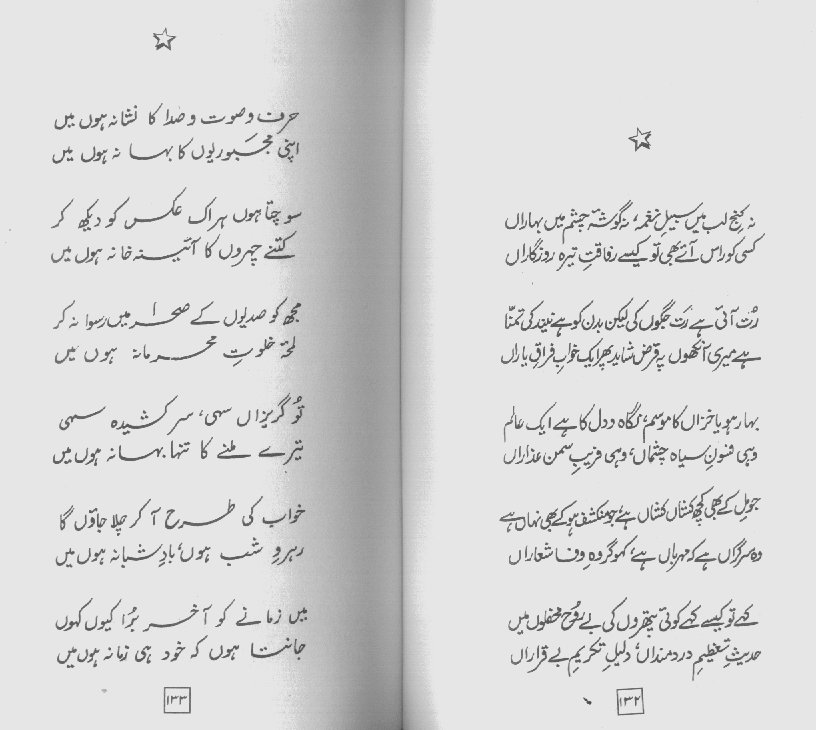 نہ کنجِ لب میں سبیلِ نغمہ، نہ گوشۂ چشم میں بہاراں
کسی کو راس آئے بھی تو کیسے رفاقتِ تیرہ روزگاراں
رُت آئی ہے رَت جگوں کی لیکن بدن کو ہے نیند کی تمنّا
ہے میری آنکھوں پہ قرض شاید پھر ایک خوابِ فراقِ یاراں
بہار ہو یا خزاں کا موسم، نگاہ و دل کا ہے ایک عالم
وہی فسونِ سیاہ چشماں، وہی فریبِ سمن عذاراں
جو مل کے بھی کچھ کشاں کشاں ہے، جو منکشف ہو کے بھی نہاں ہے
وہ سرگراں ہے کہ مہرباں ہے، کہو گروہِ وفا شعاراں
کہے تو کیسے کہے کوئی پتھروں کی بے رُوح محفلوں میں
حدیثِ تعظیمِ دردمنداں، دلیلِ تکریمِ بے قراراں
۱۳۲
حرف و صوت و صدا کا نشانہ ہوں میں
اپنی مجبوریوں کا بہانہ ہوں میں
سوچتا ہوں ہر اک عکس کو دیکھ کر
کتنے چہروں کا آئینہ خانہ ہوں میں
مجھ کو صدیوں کے صحرا میں رسوا نہ کر
لمحۂ خلوتِ محرمانہ ہوں میں
تُو گریزاں سہی، سر کشیدہ سہی
تیرے ملنے کا تنہا بہانہ ہوں میں
خواب کی طرح آ کر چلا جاؤں گا
رہروِ شب ہوں، بادِ شبانہ ہوں میں
میں زمانے کو آخر بُرا کیوں کہوں
جانتا ہوں کہ خود ہی زمانہ ہوں میں
۱۳۳